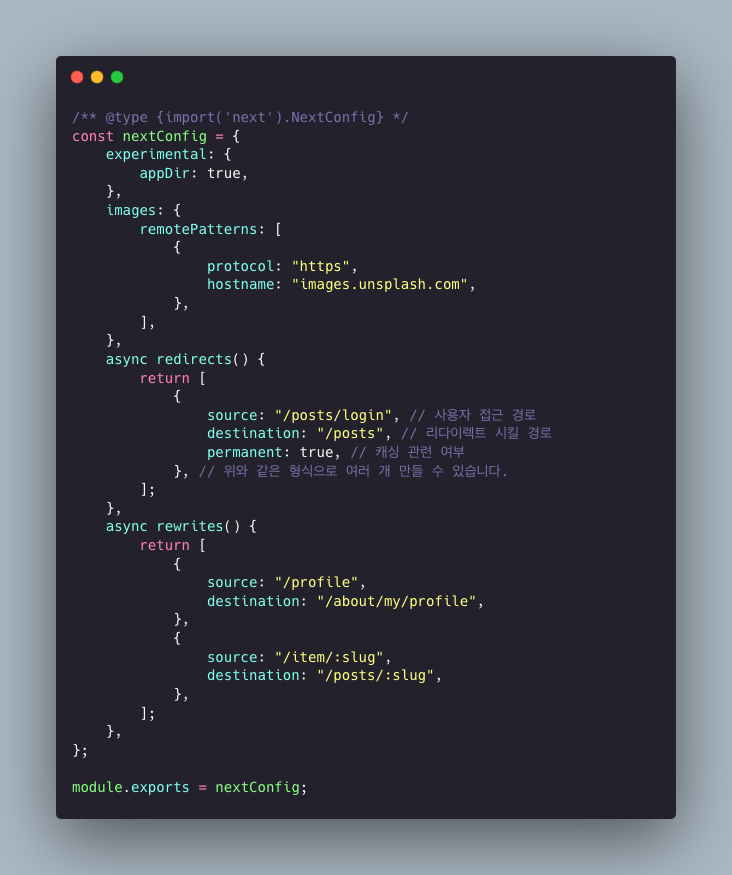 /** @type {import('next').NextConfig} */
const nextConfig = {
    experimental: {
        appDir: true,
    },
    images: {
        remotePatterns: [
            {
                protocol: "https",
                hostname: "images.unsplash.com",
            },
        ],
    },
    async redirects() {
        return [
            {
                source: "/posts/login", // 사용자 접근 경로
                destination: "/posts", // 리다이렉트 시킬 경로
                permanent: true, // 캐싱 관련 여부
            }, // 위와 같은 형식으로 여러 개 만들 수 있습니다.
        ];
    },
    async rewrites() {
        return [
            {
                source: "/profile",
                destination: "/about/my/profile",
            },
            {
                source: "/item/:slug",
                destination: "/posts/:slug",
            },
        ];
    },
};

module.exports = nextConfig;